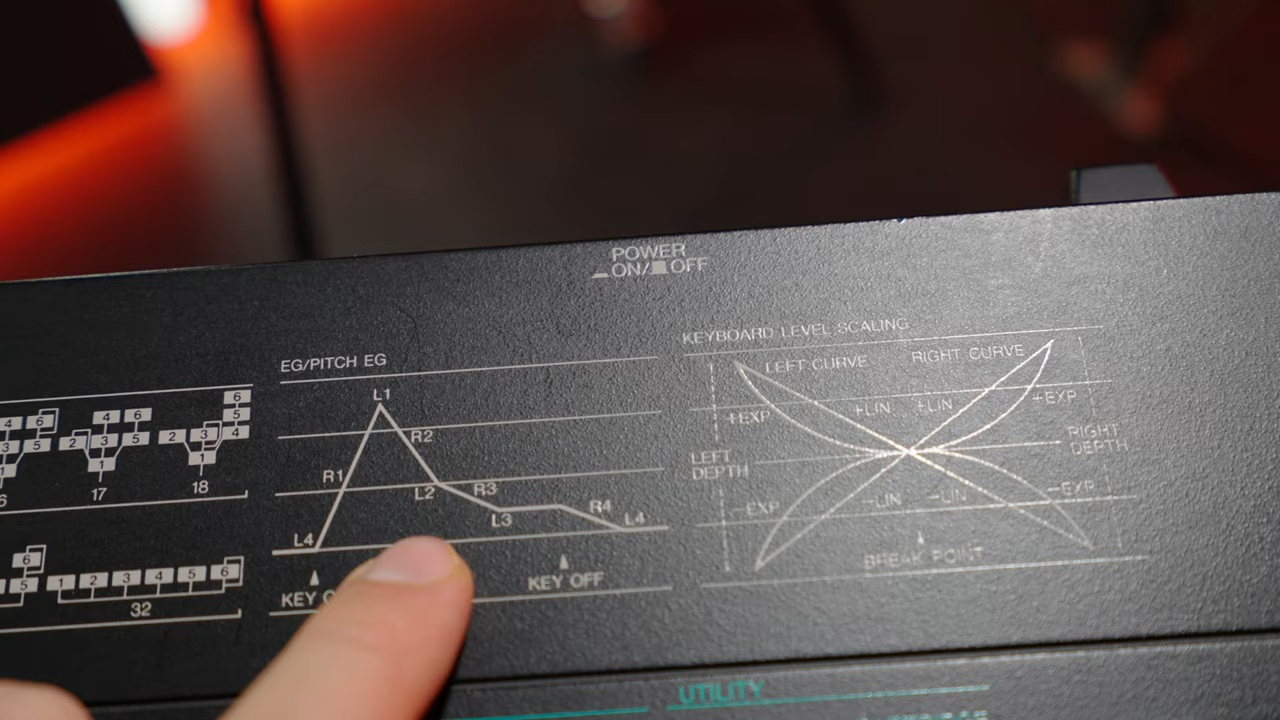 POWER
ON/ OFF
EG/PITCH EG
L1
R2
R1
L2
R3
L3
R4
L4
L4
KEY OFF
KEYBOARD LEVEL SCALING
LEFT CURVE
RIGHT CURVE
+EXP
+LIN
+LIN
+EXP
LEFT
DEPTH
RIGHT
DEPTH
-EXP
-LIN
-LIN
-EXP
BREAK POINT
4 6
3 5
1
4 6
2 3 5
1
17
6
5
2 3 4
1
18
6
5
1 2 3 4 5 6
32
KEY
UTILITY